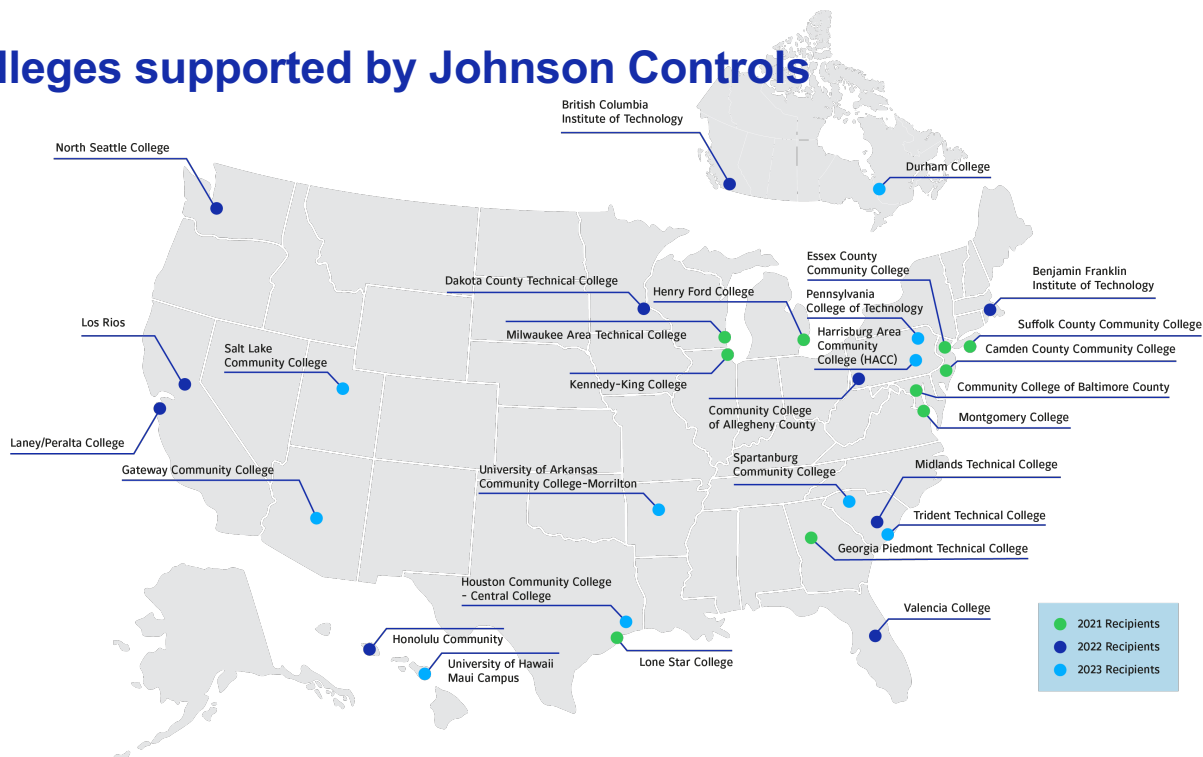 lleges supported by Johnson Controls
British Columbia
Institute of Technology
North Seattle College
Durham College
Essex County
Community College
Benjamin Franklin
Institute of Technology
Dakota County Technical College
Henry Ford College
Pennsylvania
College of Technology
Suffolk County Community College
Los Rios
Milwaukee Area Technical College
Harrisburg Area
Community
College (HACC)
Camden County Community College
Salt Lake
Community College
Kennedy-King College
Community College of Baltimore County
Community College
of Allegheny County
Montgomery College
Laney/Peralta College
Gateway Community College
University of Arkansas
Community College-Morrilton
Spartanburg
Community College
Midlands Technical College
Trident Technical College
Georgia Piedmont Technical College
Houston Community College
- Central College
Valencia College
Honolulu Community
University of Hawaii
Maui Campus
Lone Star College
2021 Recipients
2022 Recipients
2023 Recipients